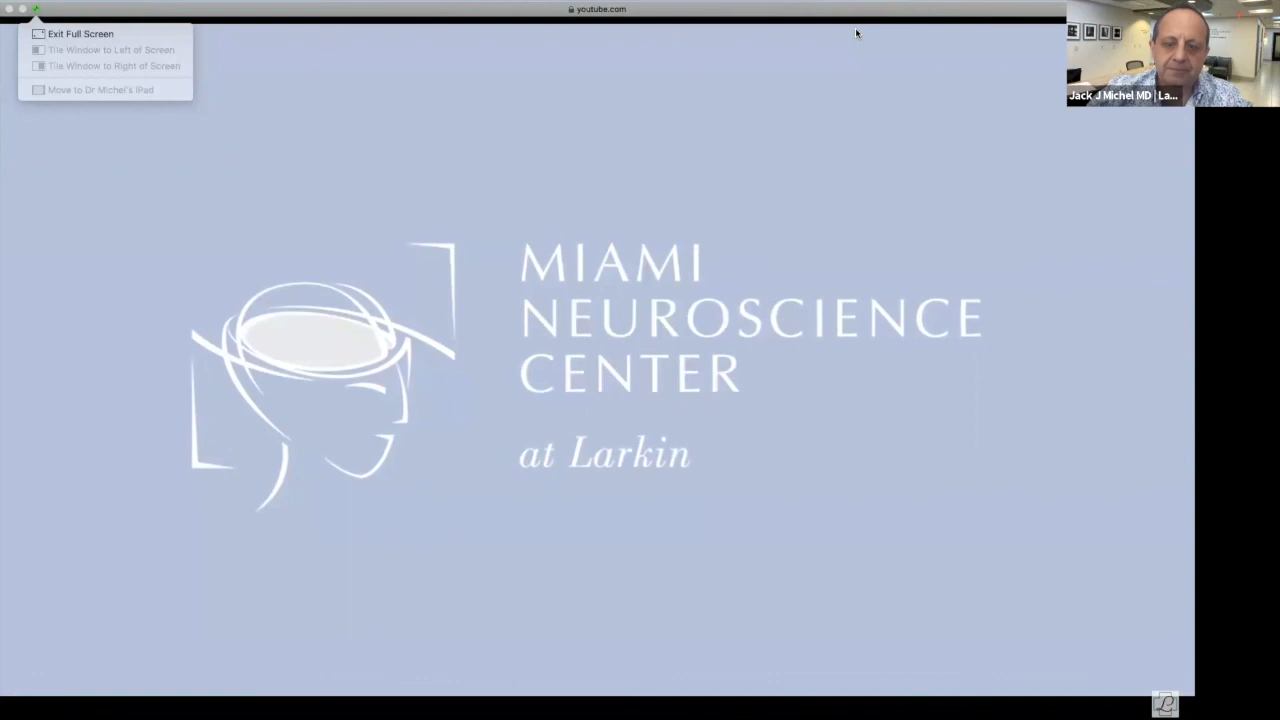 youtube.com
Exit Full Screen
Tile Window to Left of Screen
Tile Window to Right of Screen
Move to Dr Michel's iPad
Jack J Michel MD | La...
MIAMI
NEUROSCIENCE
CENTER
at Larkin
L